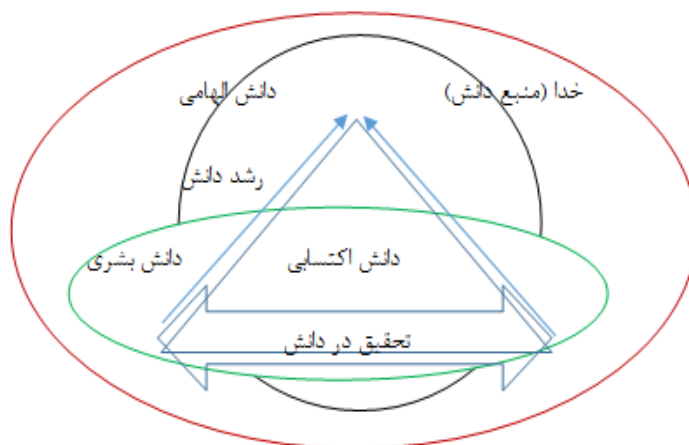 خدا (منبع دانش)
دانش الهامی
رشد دانش
دانش اکتسابی
دانش بشری
تحقیق در دانش